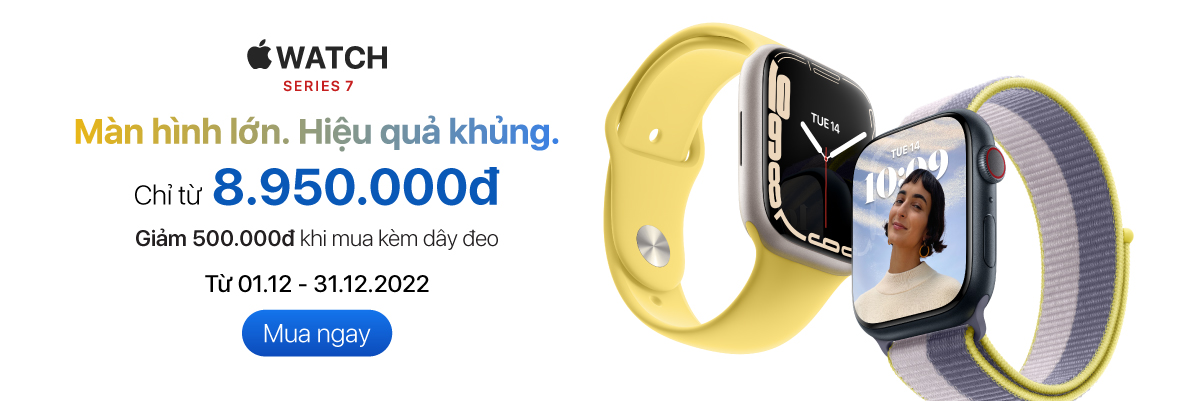 WATCH
SERIES 7
Màn hình lớn. Hiệu quả khủng.
Chỉ từ 8.950.000đ
Giảm 500.000đ khi mua kèm dây đeo
Từ 01.12 - 31.12.2022
Mua ngay
TUE 14
TUE 14
10:09